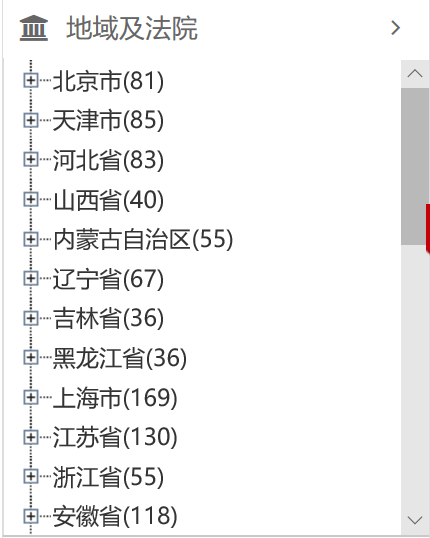 地域及法院
北京市(81)
天津市(85)
河北省(83)
山西省(40)
内蒙古自治区(55)
辽宁省(67)
吉林省(36)
黑龙江省(36)
上海市(169)
江苏省(130)
浙江省(55)
安徽省(118)